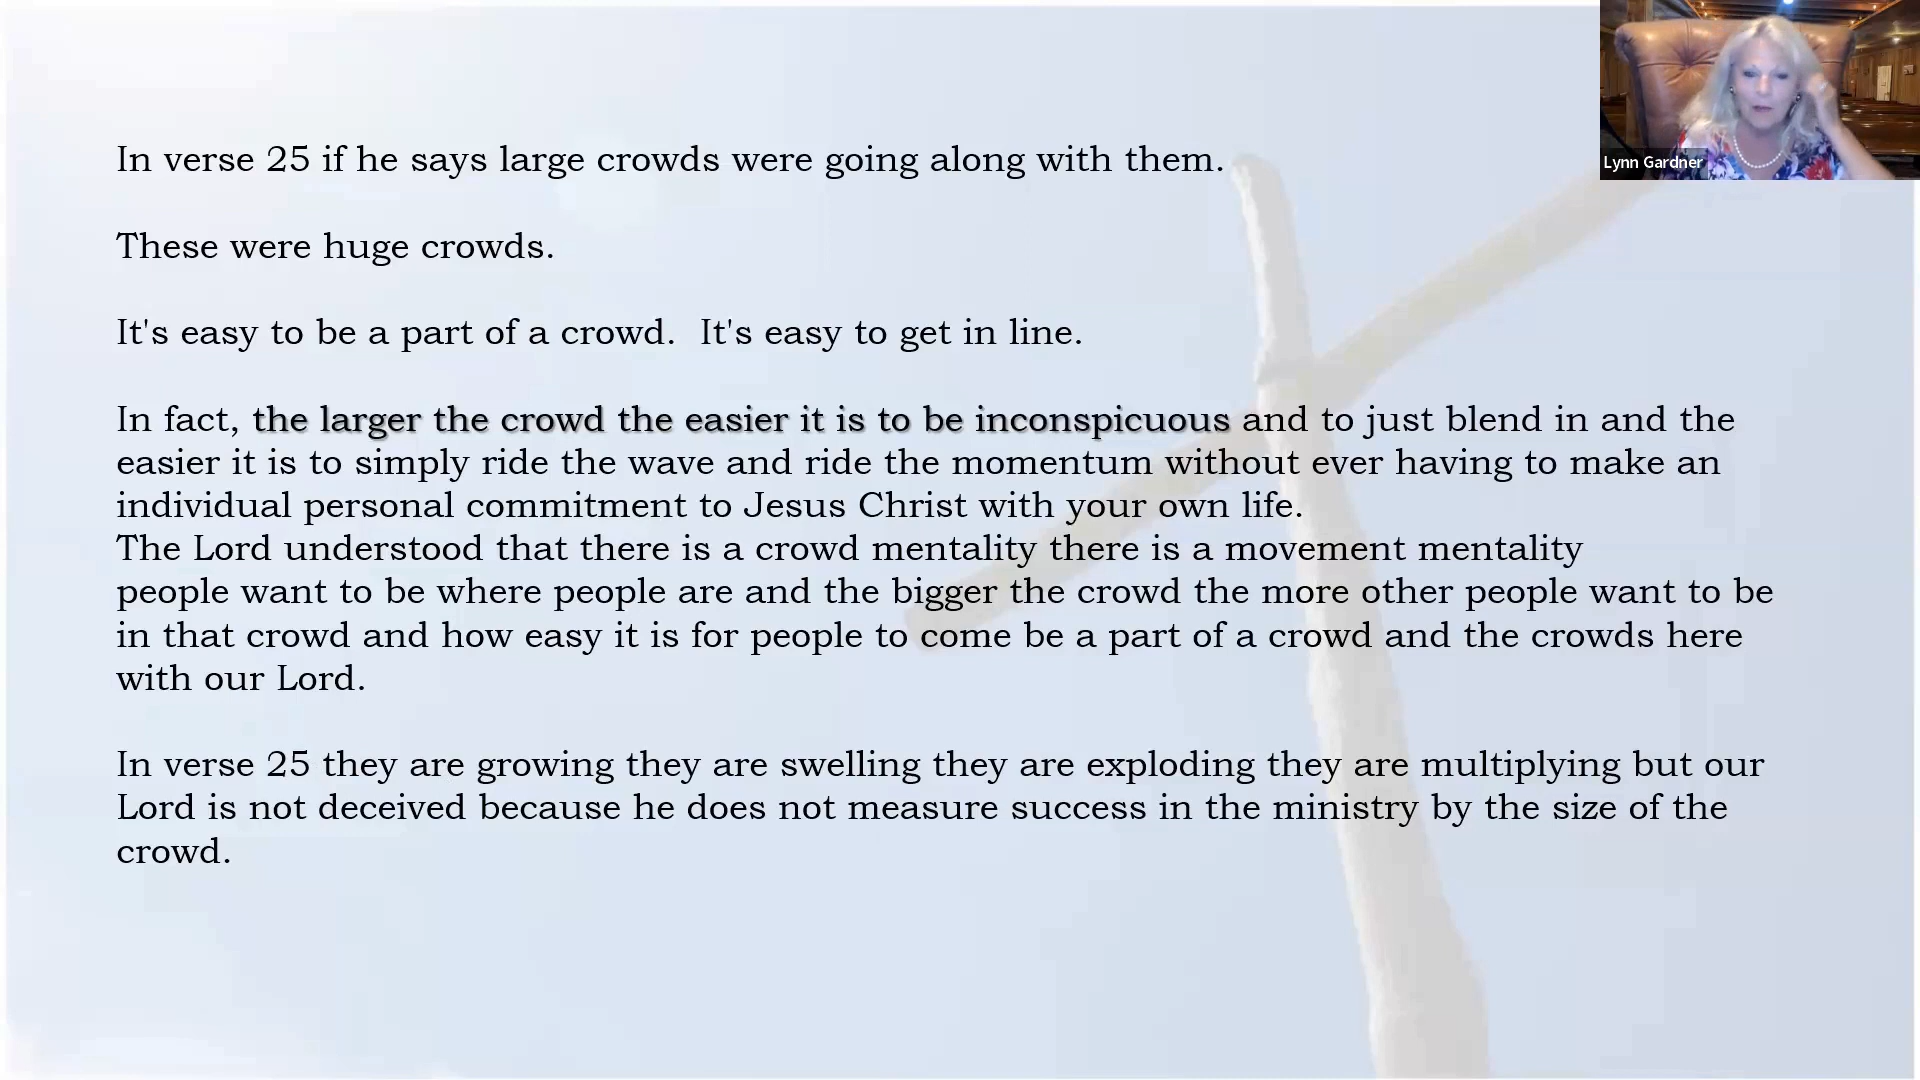 In verse 25 if he says large crowds were going along with them.
These were huge crowds.
It's easy to be a part of a crowd.  It's easy to get in line.
In fact, the larger the crowd the easier it is to be inconspicuous and to just blend in and the
easier it is to simply ride the wave and ride the momentum without ever having to make an
individual personal commitment to Jesus Christ with your own life.
The Lord understood that there is a crowd mentality there is a movement mentality
people want to be where people are and the bigger the crowd the more other people want to be
in that crowd and how easy it is for people to come be a part of a crowd and the crowds here
with our Lord.
In verse 25 they are growing they are swelling they are exploding they are multiplying but our
Lord is not deceived because he does not measure success in the ministry by the size of the
crowd.
Lynn Gardner